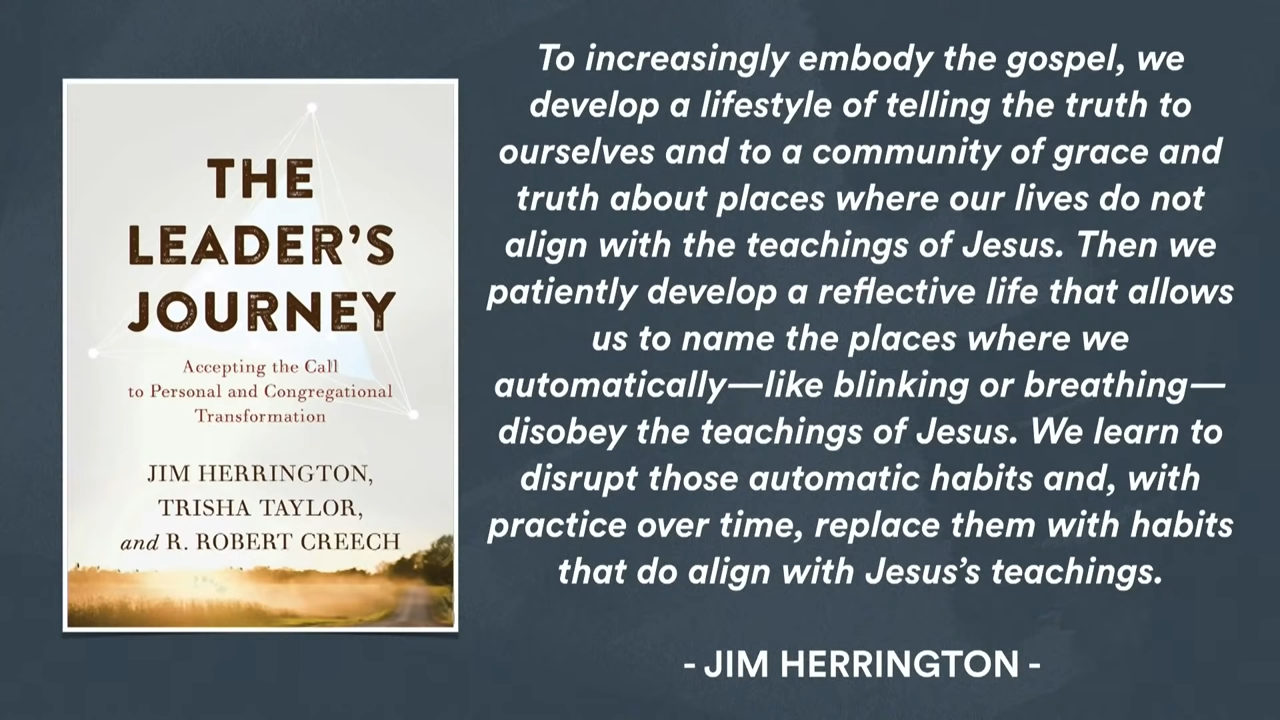 THE
LEADER’S
JOURNEY
Accepting the Call
to Personal and Congregational
Transformation
JIM HERRINGTON,
TRISHA TAYLOR,
and R. ROBERT CREECH
To increasingly embody the gospel, we
develop a lifestyle of telling the truth to
ourselves and to a community of grace and
truth about places where our lives do not
align with the teachings of Jesus. Then we
patiently develop a reflective life that allows
us to name the places where we
automatically—like blinking or breathing—
disobey the teachings of Jesus. We learn to
disrupt those automatic habits and, with
practice over time, replace them with habits
that do align with Jesus’s teachings.
- JIM HERRINGTON -